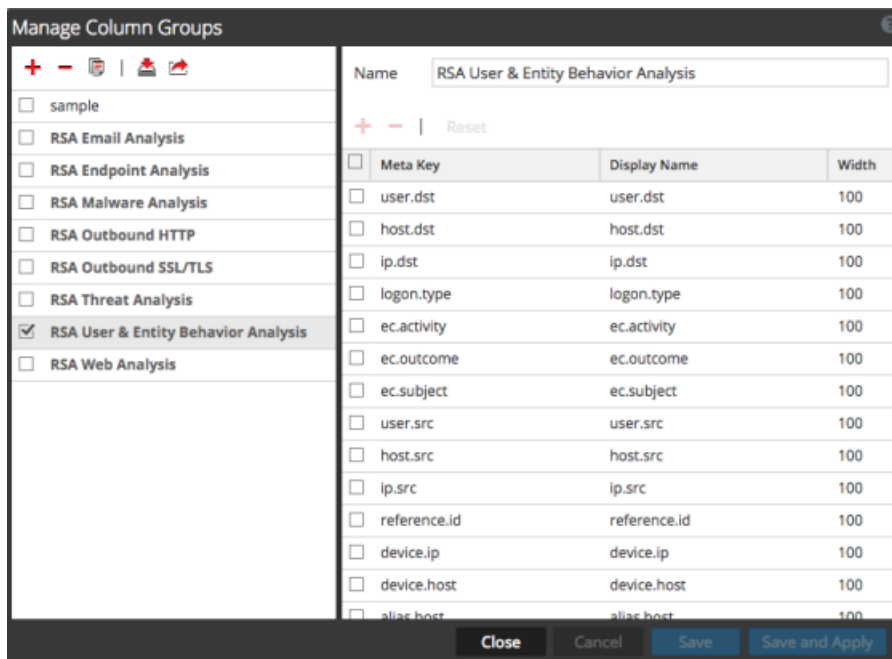 Manage Column Groups
sample
RSA Email Analysis
RSA Endpoint Analysis
RSA Malware Analysis
RSA Outbound HTTP
RSA Outbound SSL/TLS
RSA Threat Analysis
RSA User & Entity Behavior Analysis
RSA Web Analysis
Name RSA User & Entity Behavior Analysis
Reset
Meta Key Display Name Width
user.dst user.dst 100
host.dst host.dst 100
ip.dst ip.dst 100
logon.type logon.type 100
ec.activity ec.activity 100
ec.outcome ec.outcome 100
ec.subject ec.subject 100
user.src user.src 100
host.src host.src 100
ip.src ip.src 100
reference.id reference.id 100
device.ip device.ip 100
device.host device.host 100
alias.host alias.host 100
Close Cancel Save Save and Apply